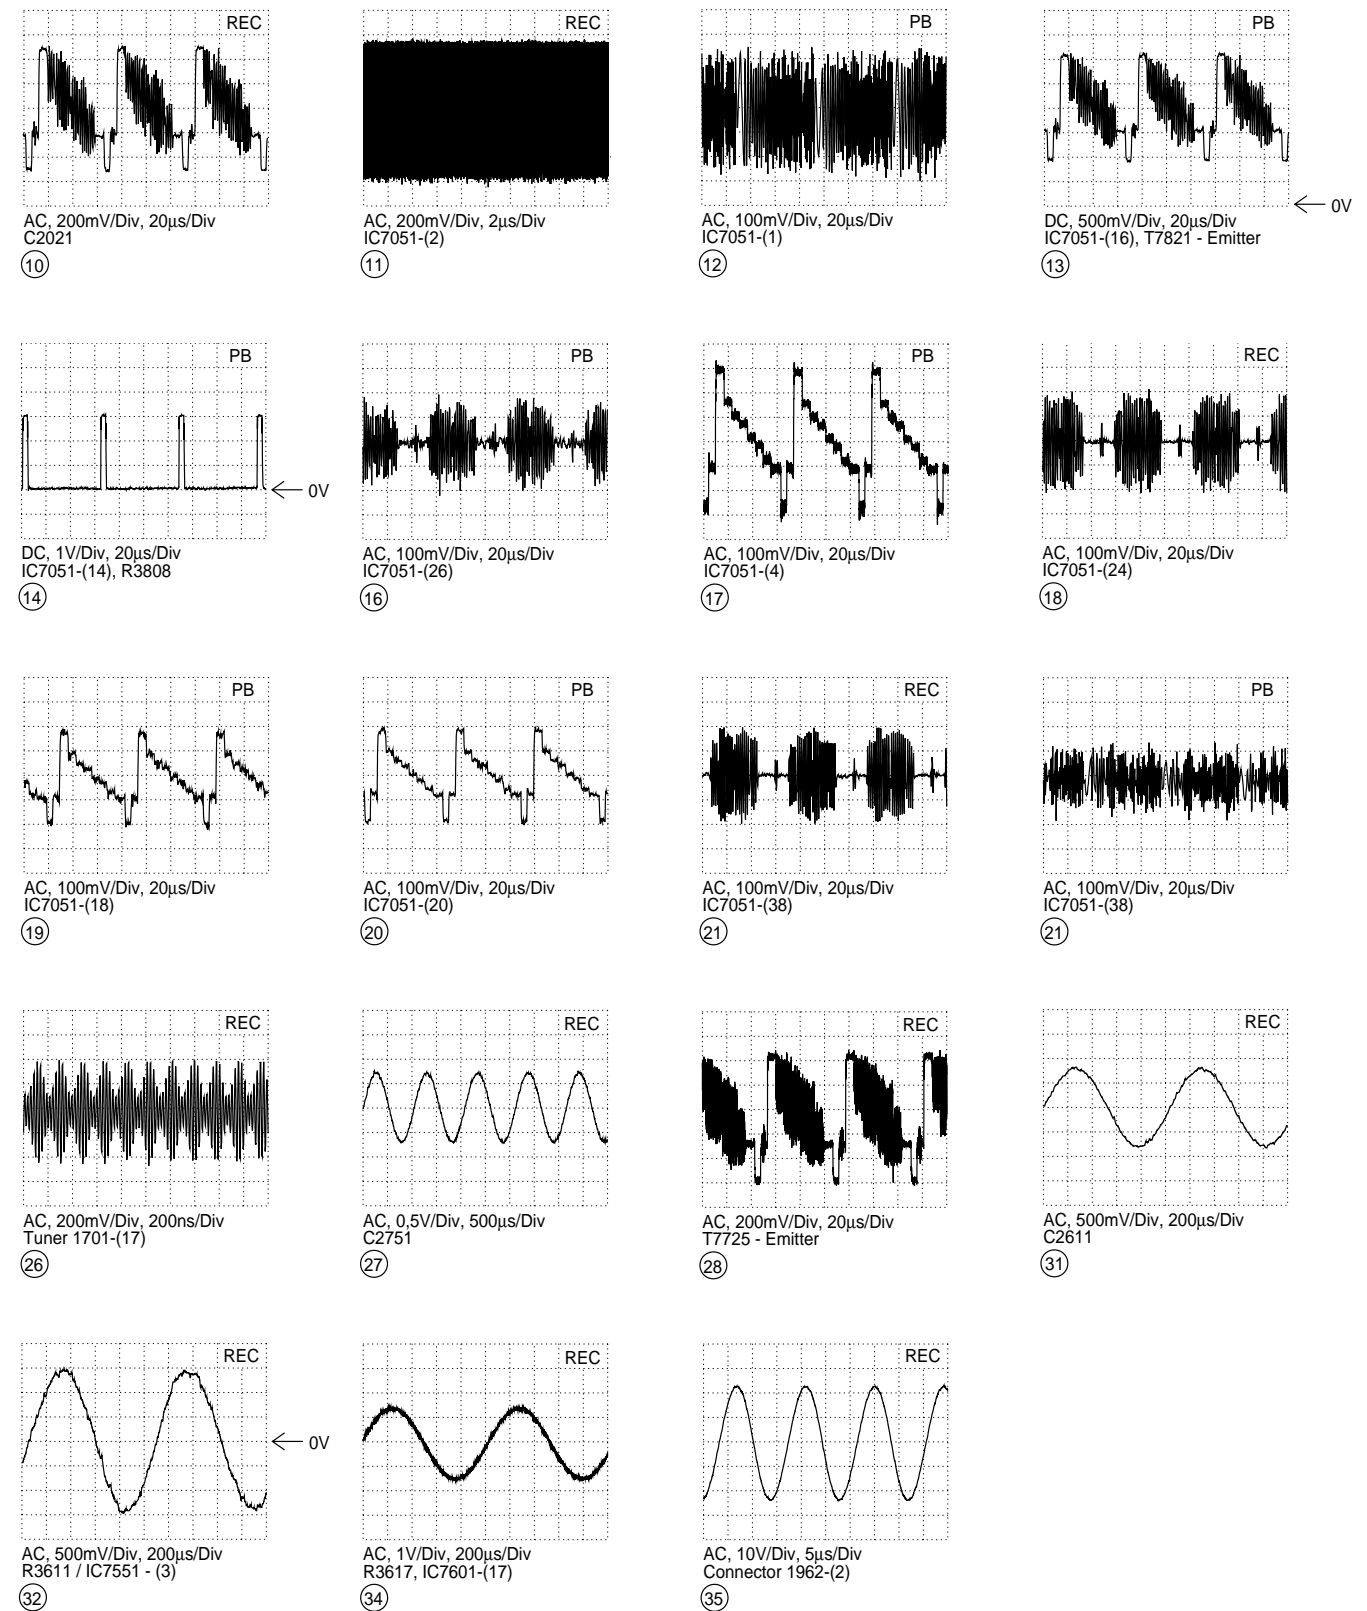 REC
AC, 200mV/Div, 20µs/Div
C2021
10
REC
AC, 200mV/Div, 2µs/Div
IC7051-(2)
11
PB
AC, 100mV/Div, 20µs/Div
IC7051-(1)
12
PB
0V
DC, 500mV/Div, 20µs/Div
IC7051-(16), T7821 - Emitter
13
PB
0V
DC, 1V/Div, 20µs/Div
IC7051-(14), R3808
14
PB
AC, 100mV/Div, 20µs/Div
IC7051-(26)
16
PB
AC, 100mV/Div, 20µs/Div
IC7051-(4)
17
REC
AC, 100mV/Div, 20µs/Div
IC7051-(24)
18
PB
AC, 100mV/Div, 20µs/Div
IC7051-(18)
19
PB
AC, 100mV/Div, 20µs/Div
IC7051-(20)
20
REC
AC, 100mV/Div, 20µs/Div
IC7051-(38)
21
PB
AC, 100mV/Div, 20µs/Div
IC7051-(38)
21
REC
AC, 200mV/Div, 200ns/Div
Tuner 1701-(17)
26
REC
AC, 0,5V/Div, 500µs/Div
C2751
27
REC
AC, 200mV/Div, 20µs/Div
T7725 - Emitter
28
REC
AC, 500mV/Div, 200µs/Div
C2611
31
REC
0V
AC, 500mV/Div, 200µs/Div
R3611 / IC7551 - (3)
32
REC
AC, 1V/Div, 200µs/Div
R3617, IC7601-(17)
34
REC
AC, 10V/Div, 5µs/Div
Connector 1962-(2)
35